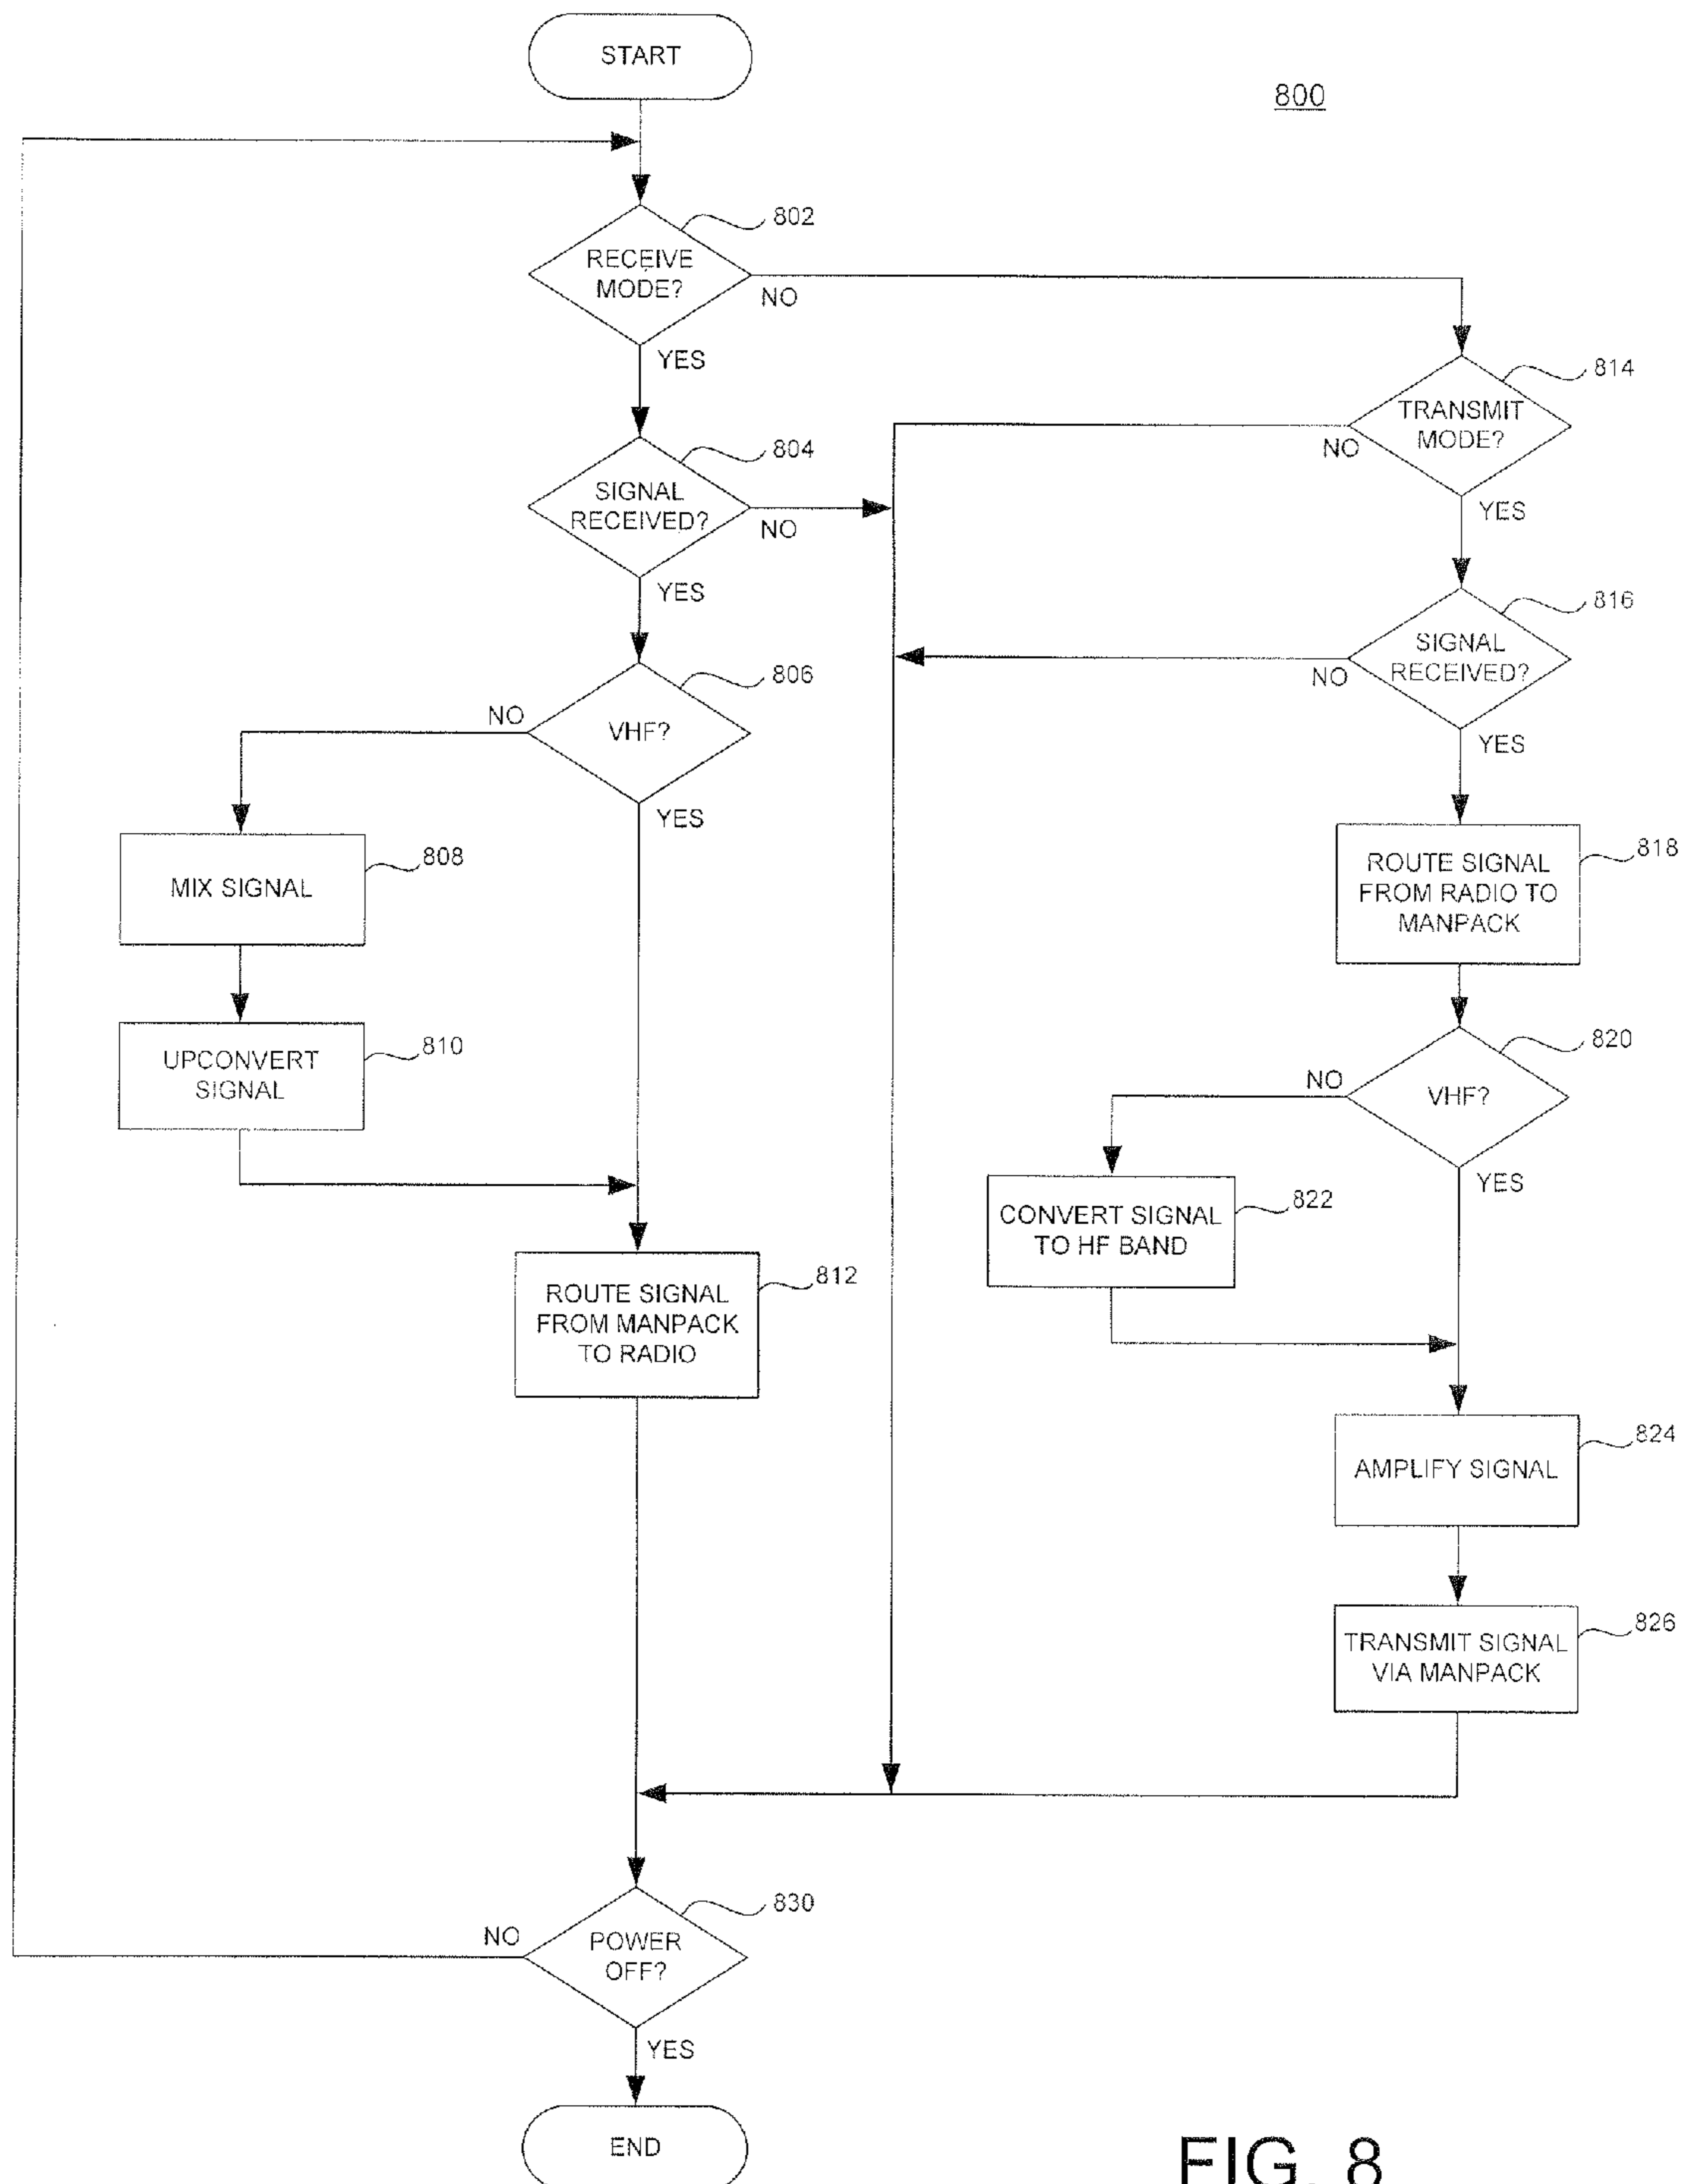 START
800
802
RECEIVE
MODE?
NO
YES
814
TRANSMIT
MODE?
NO
YES
804
SIGNAL
RECEIVED?
NO
YES
816
SIGNAL
RECEIVED?
NO
YES
806
VHF?
NO
YES
808
MIX SIGNAL
810
UPCONVERT
SIGNAL
812
ROUTE SIGNAL
FROM MANPACK
TO RADIO
818
ROUTE SIGNAL
FROM RADIO TO
MANPACK
820
VHF?
NO
YES
822
CONVERT SIGNAL
TO HF BAND
824
AMPLIFY SIGNAL
826
TRANSMIT SIGNAL
VIA MANPACK
830
POWER
OFF?
NO
YES
END
FIG. 8